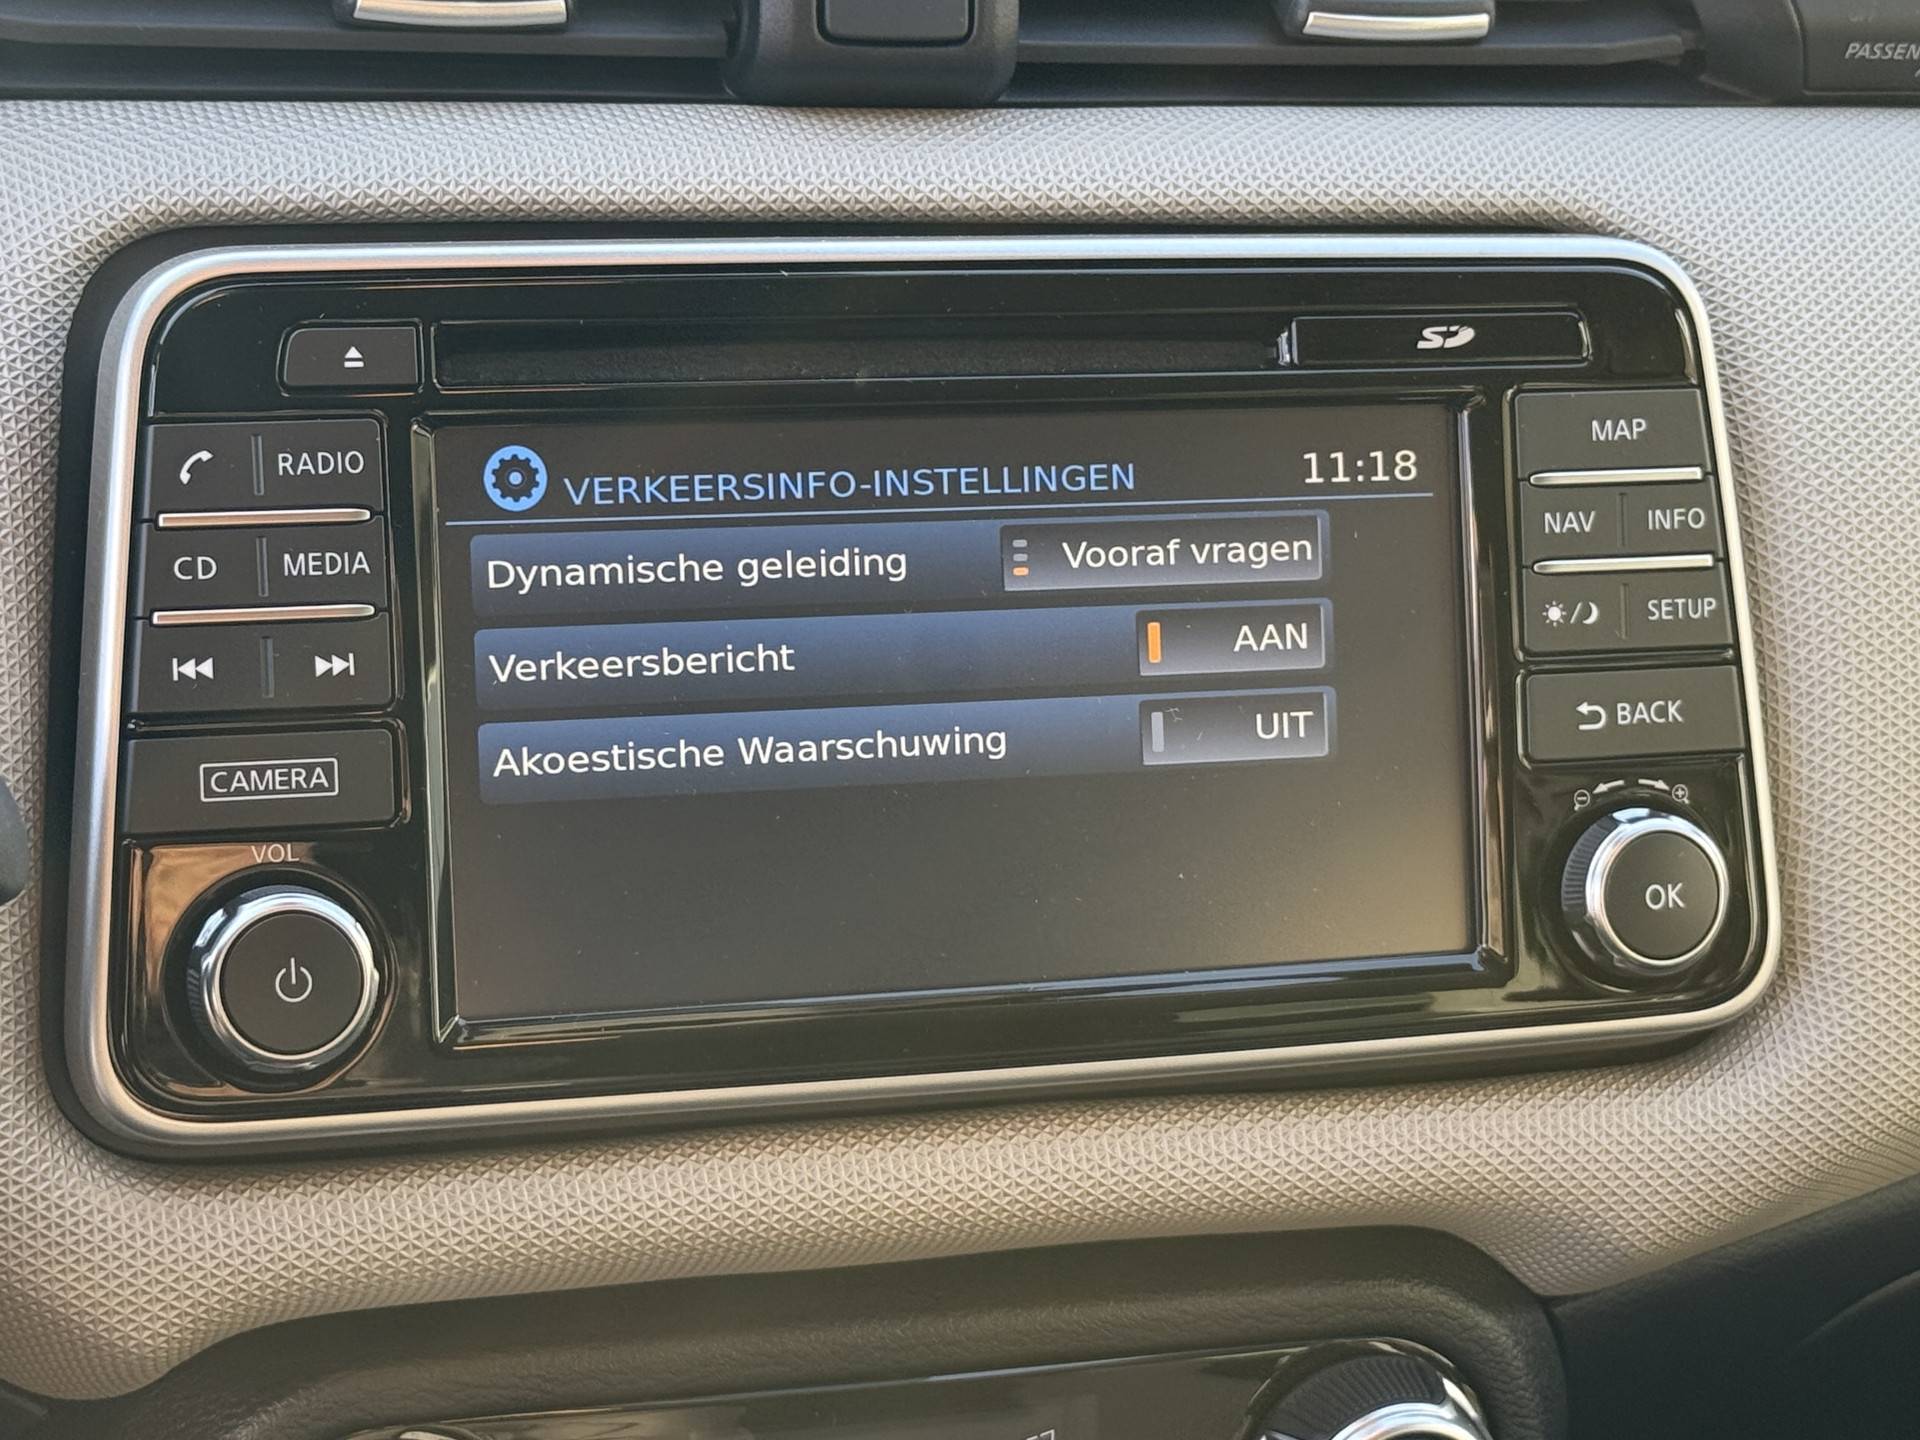 PASSEN
SD
RADIO
CD
MEDIA
CAMERA
VOL
VERKEERSINFO-INSTELLINGEN
11:18
Dynamische geleiding
Vooraf vragen
Verkeersbericht
AAN
Akoestische Waarschuwing
UIT
MAP
NAV
INFO
SETUP
BACK
OK